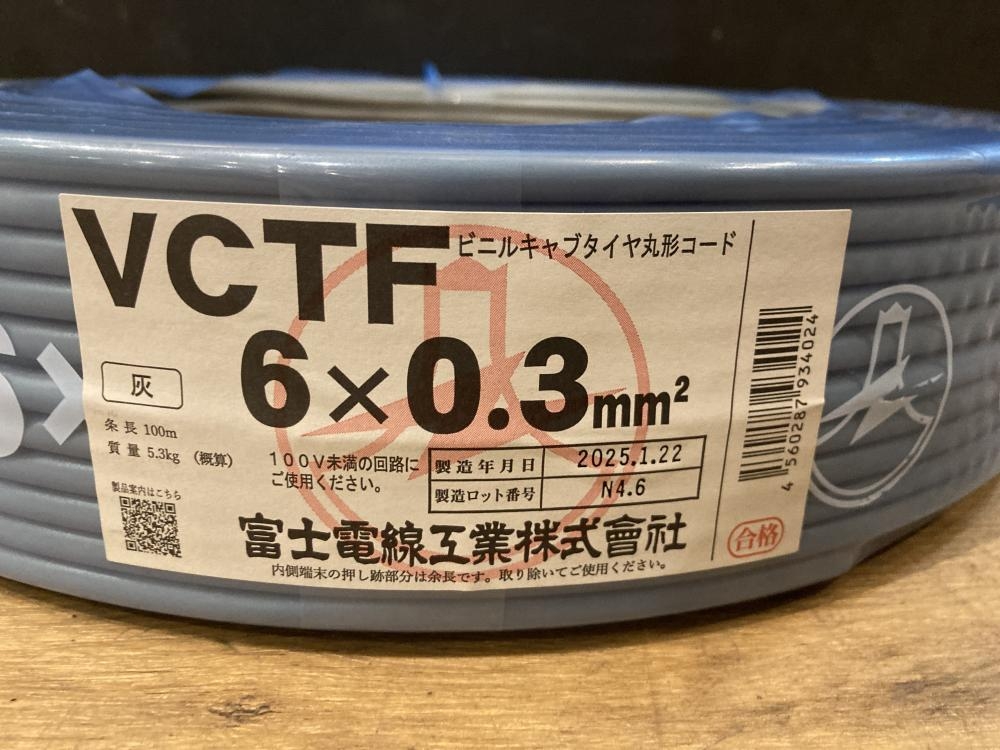 VCTF
ビニルキャブタイヤ丸形コード
6×0.3mm²
灰
条長 100m
質量 5.3kg (概算)
100V未満の回路に
ご使用ください。
製造年月日 2025.1.22
製造ロット番号 N4.6
製品案内はこちら
富士電線工業株式會社
内側端末の押し跡部分は余長です。取り除いてご使用ください。
4560287934024
合格